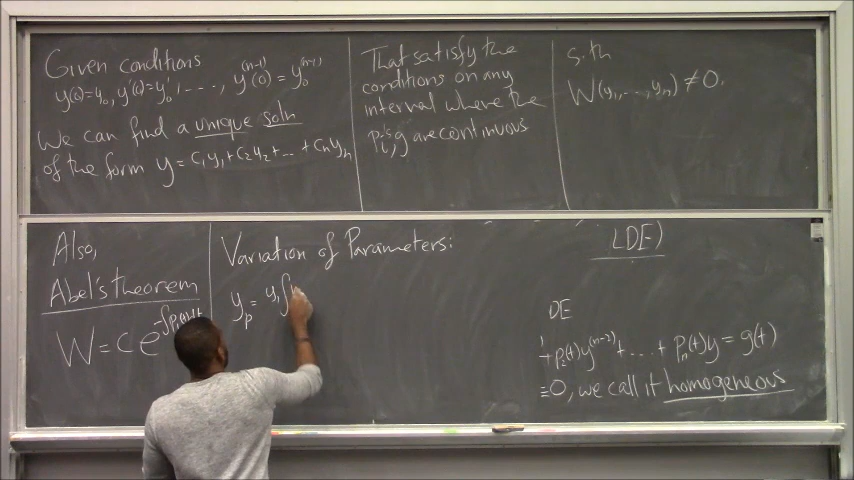 Given conditions
y(0)=y₀, y'(0)=y'₀, ..., y⁽ⁿ⁻¹⁾(0)=y₀⁽ⁿ⁻¹⁾
We can find a unique soln
of the form y=c₁y₁+c₂y₂+...+cₙyₙ
That satisfy the
conditions on any
interval where the
pᵢ's, g are continuous
s.th
W(y₁,...,yₙ) ≠ 0.
Also,
Abel's theorem
W=ce^(-∫p₁(t)dt
Variation of Parameters:
yₚ= y₁∫
LDE)
DE
+p₂(t)y⁽ⁿ⁻²⁾+...+pₙ(t)y=g(t)
≡0, we call it homogeneous